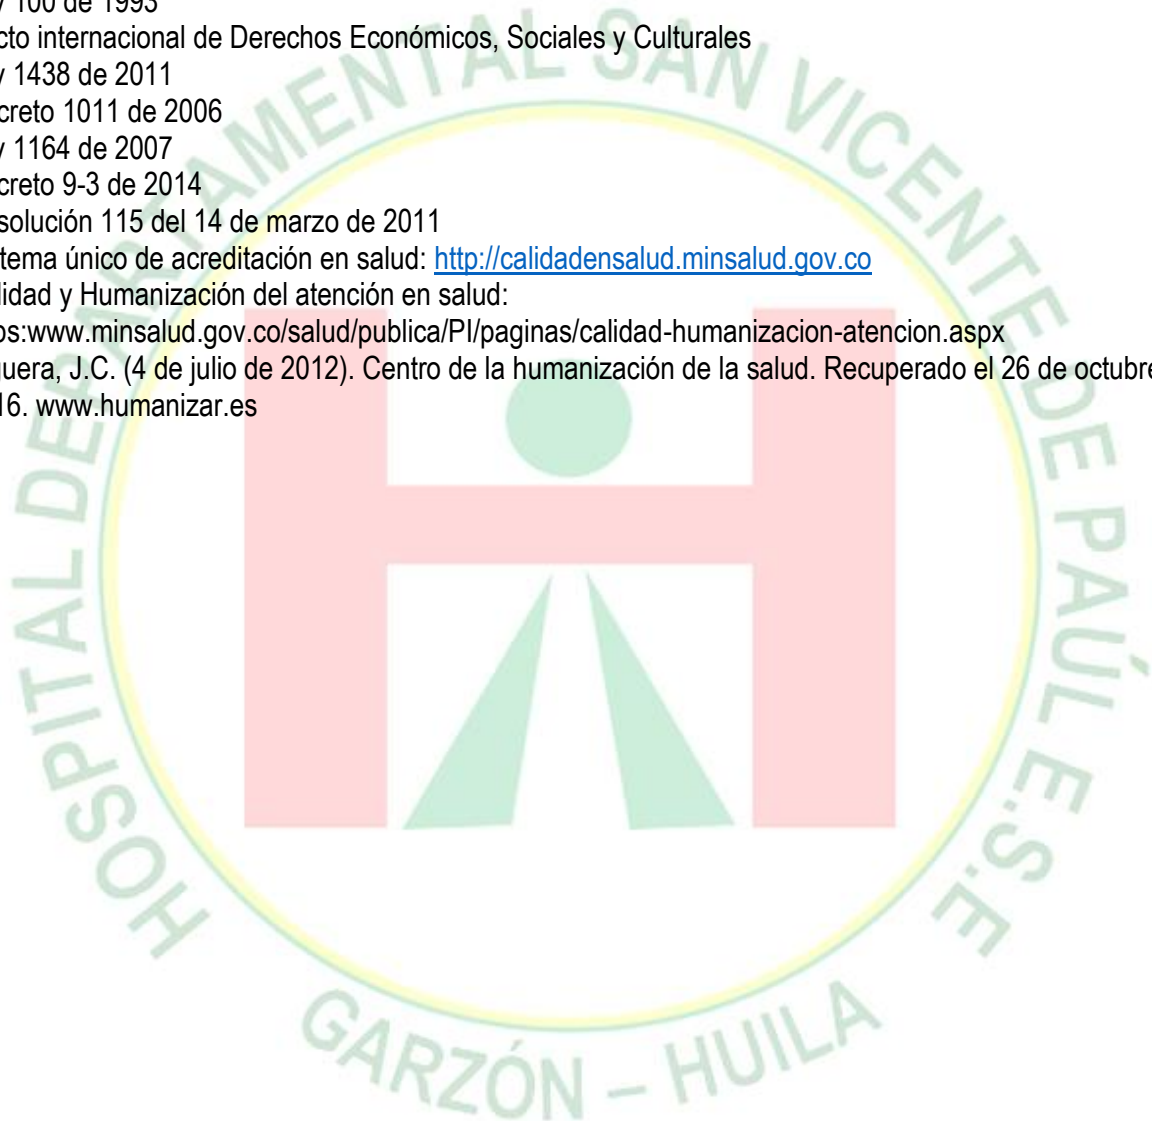 y 100 de 1993
cto internacional de Derechos Económicos, Sociales y Culturales
y 1438 de 2011
creto 1011 de 2006
y 1164 de 2007
creto 9-3 de 2014
solución 115 del 14 de marzo de 2011
tema único de acreditación en salud: http://calidadensalud.minsalud.gov.co
lidad y Humanización del atención en salud:
os:www.minsalud.gov.co/salud/publica/PI/paginas/calidad-humanizacion-atencion.aspx
guera, J.C. (4 de julio de 2012). Centro de la humanización de la salud. Recuperado el 26 de octubre
16. www.humanizar.es
HOSPITAL DEPARTAMENTAL SAN VICENTE DE PAÚL E.S.E
GARZÓN – HUILA